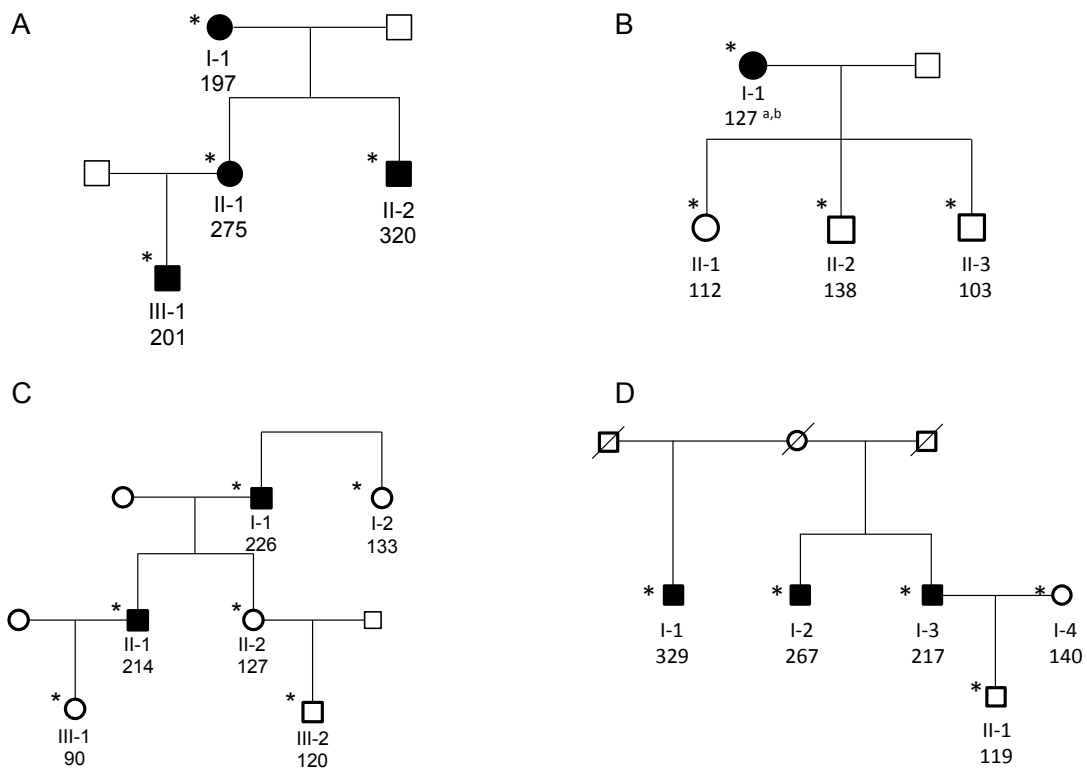 A
*
I-1
197
*
II-1
275
*
II-2
320
*
III-1
201
B
*
I-1
127 a,b
*
II-1
112
*
II-2
138
*
II-3
103
C
*
I-1
226
*
I-2
133
*
II-1
214
*
II-2
127
*
III-1
90
*
III-2
120
D
*
I-1
329
*
I-2
267
*
I-3
217
*
I-4
140
*
II-1
119